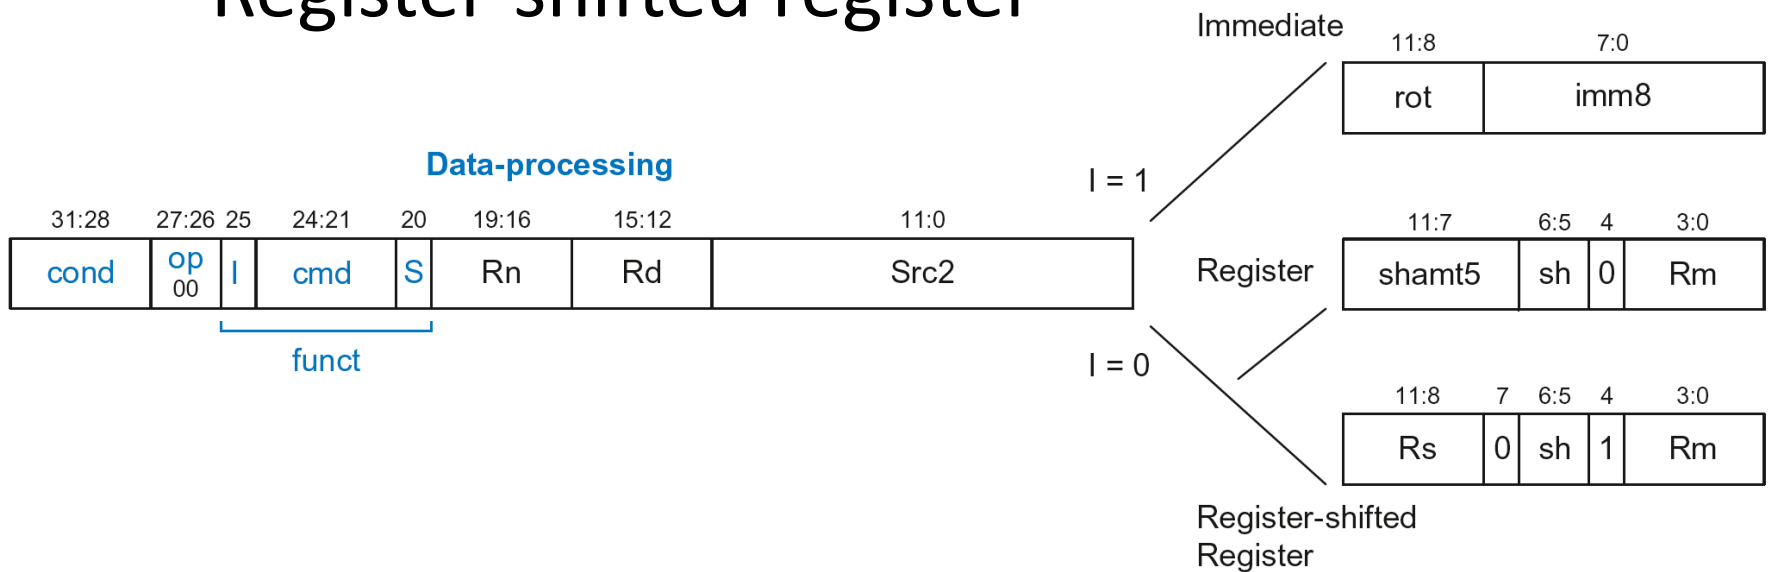 Register-shifted register
Immediate
11:8 7:0
rot imm8
Data-processing
I = 1
31:28 27:26 25 24:21 20 19:16 15:12 11:0
cond op 00 I cmd S Rn Rd Src2
funct
Register
11:7 6:5 4 3:0
shamt5 sh 0 Rm
I = 0
11:8 7 6:5 4 3:0
Rs 0 sh 1 Rm
Register-shifted
Register